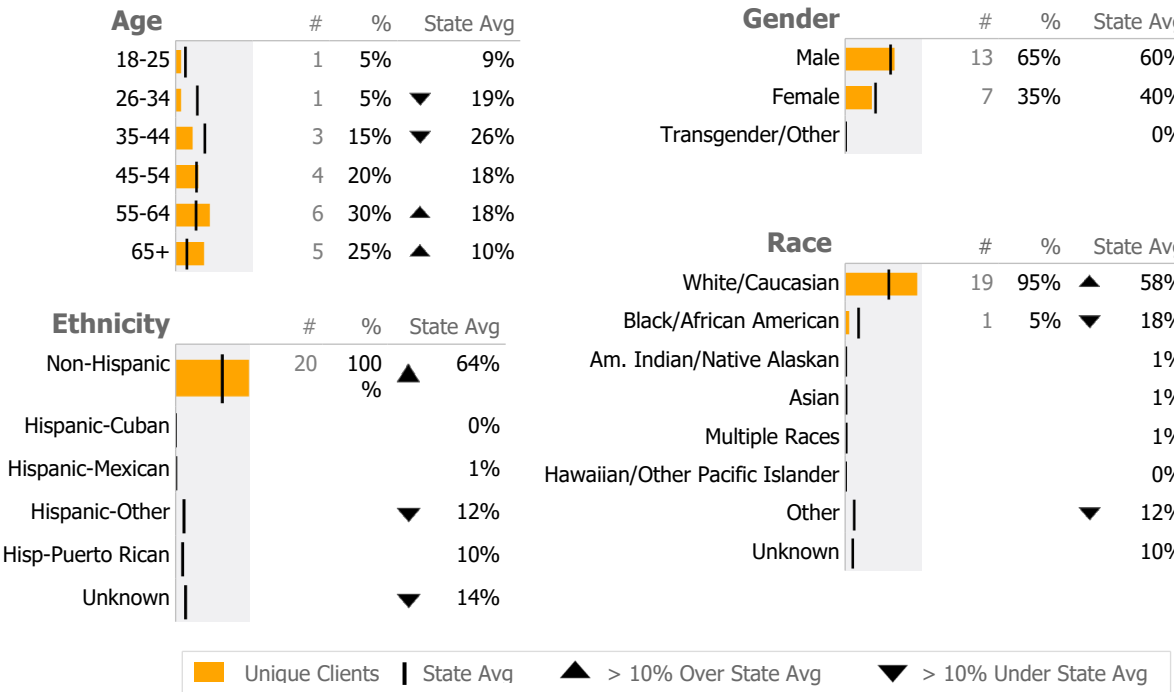 Age # % State Avg
18-25 1 5% 9%
26-34 1 5% ▼ 19%
35-44 3 15% ▼ 26%
45-54 4 20% 18%
55-64 6 30% ▲ 18%
65+ 5 25% ▲ 10%
Ethnicity # % State Avg
Non-Hispanic 20 100 % ▲ 64%
Hispanic-Cuban 0%
Hispanic-Mexican 1%
Hispanic-Other ▼ 12%
Hisp-Puerto Rican 10%
Unknown ▼ 14%
Gender # % State Avg
Male 13 65% 60%
Female 7 35% 40%
Transgender/Other 0%
Race # % State Avg
White/Caucasian 19 95% ▲ 58%
Black/African American 1 5% ▼ 18%
Am. Indian/Native Alaskan 1%
Asian 1%
Multiple Races 1%
Hawaiian/Other Pacific Islander 0%
Other ▼ 12%
Unknown 10%
Unique Clients State Avg ▲ > 10% Over State Avg ▼ > 10% Under State Avg